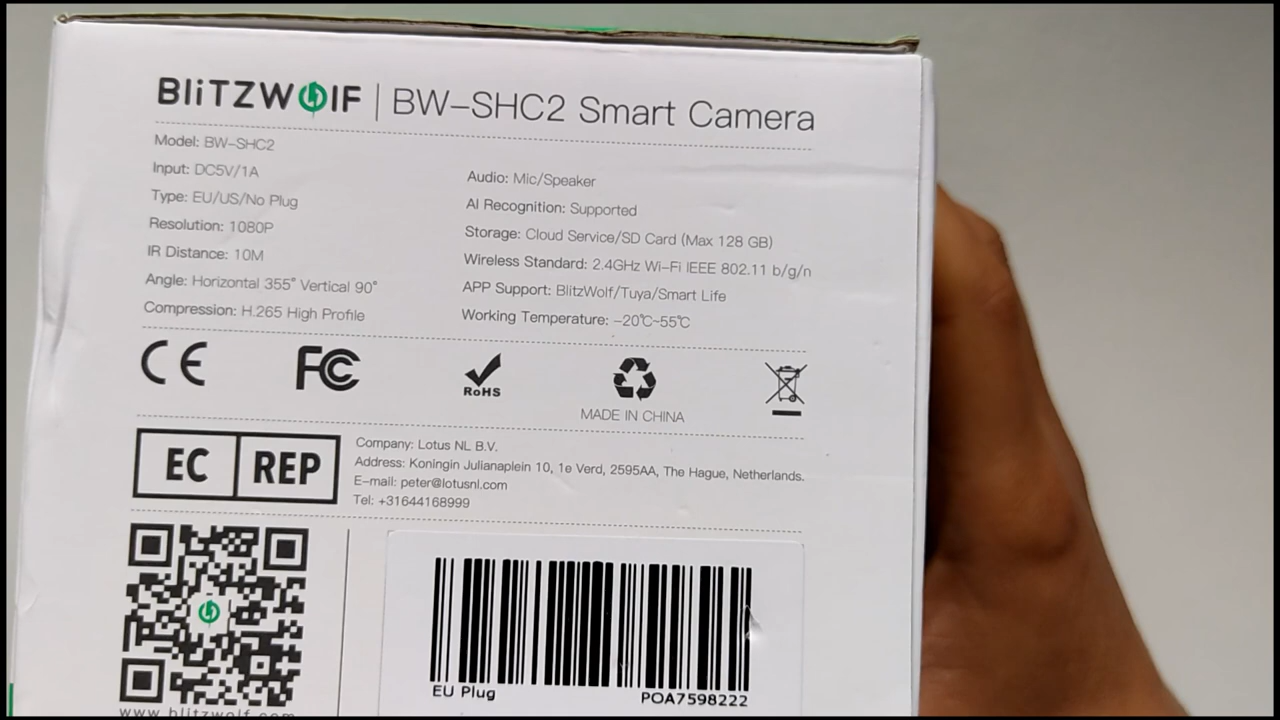 BLiTZWOLF | BW-SHC2 Smart Camera
Model: BW-SHC2
Input: DC5V/1A
Type: EU/US/No Plug
Resolution: 1080P
IR Distance: 10M
Angle: Horizontal 355° Vertical 90°
Compression: H.265 High Profile
Audio: Mic/Speaker
AI Recognition: Supported
Storage: Cloud Service/SD Card (Max 128 GB)
Wireless Standard: 2.4GHz Wi-Fi IEEE 802.11 b/g/n
APP Support: BlitzWolf/Tuya/Smart Life
Working Temperature: -20℃~55℃
CE
FC
RoHS
MADE IN CHINA
EC REP
Company: Lotus NL B.V.
Address: Koningin Julianaplein 10, 1e Verd, 2595AA, The Hague, Netherlands.
E-mail: peter@lotusnl.com
Tel: +31644168999
EU Plug
POA7598222
www.blitzwolf.com